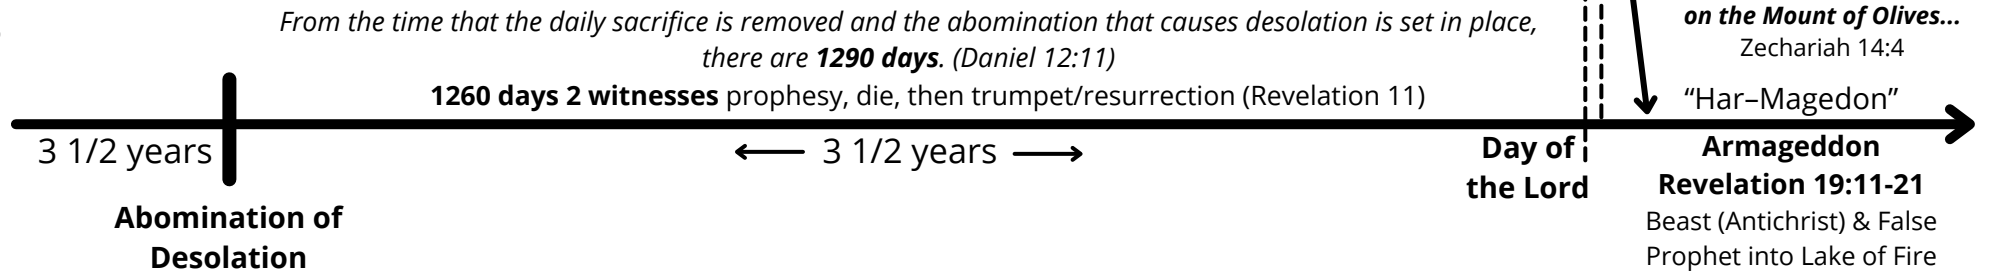 From the time that the daily sacrifice is removed and the abomination that causes desolation is set in place,
there are 1290 days. (Daniel 12:11)
1260 days 2 witnesses prophesy, die, then trumpet/resurrection (Revelation 11)
on the Mount of Olives...
Zechariah 14:4
“Har–Magedon”
3 1/2 years
3 1/2 years
Abomination of
Desolation
Day of
the Lord
Armageddon
Revelation 19:11-21
Beast (Antichrist) & False
Prophet into Lake of Fire